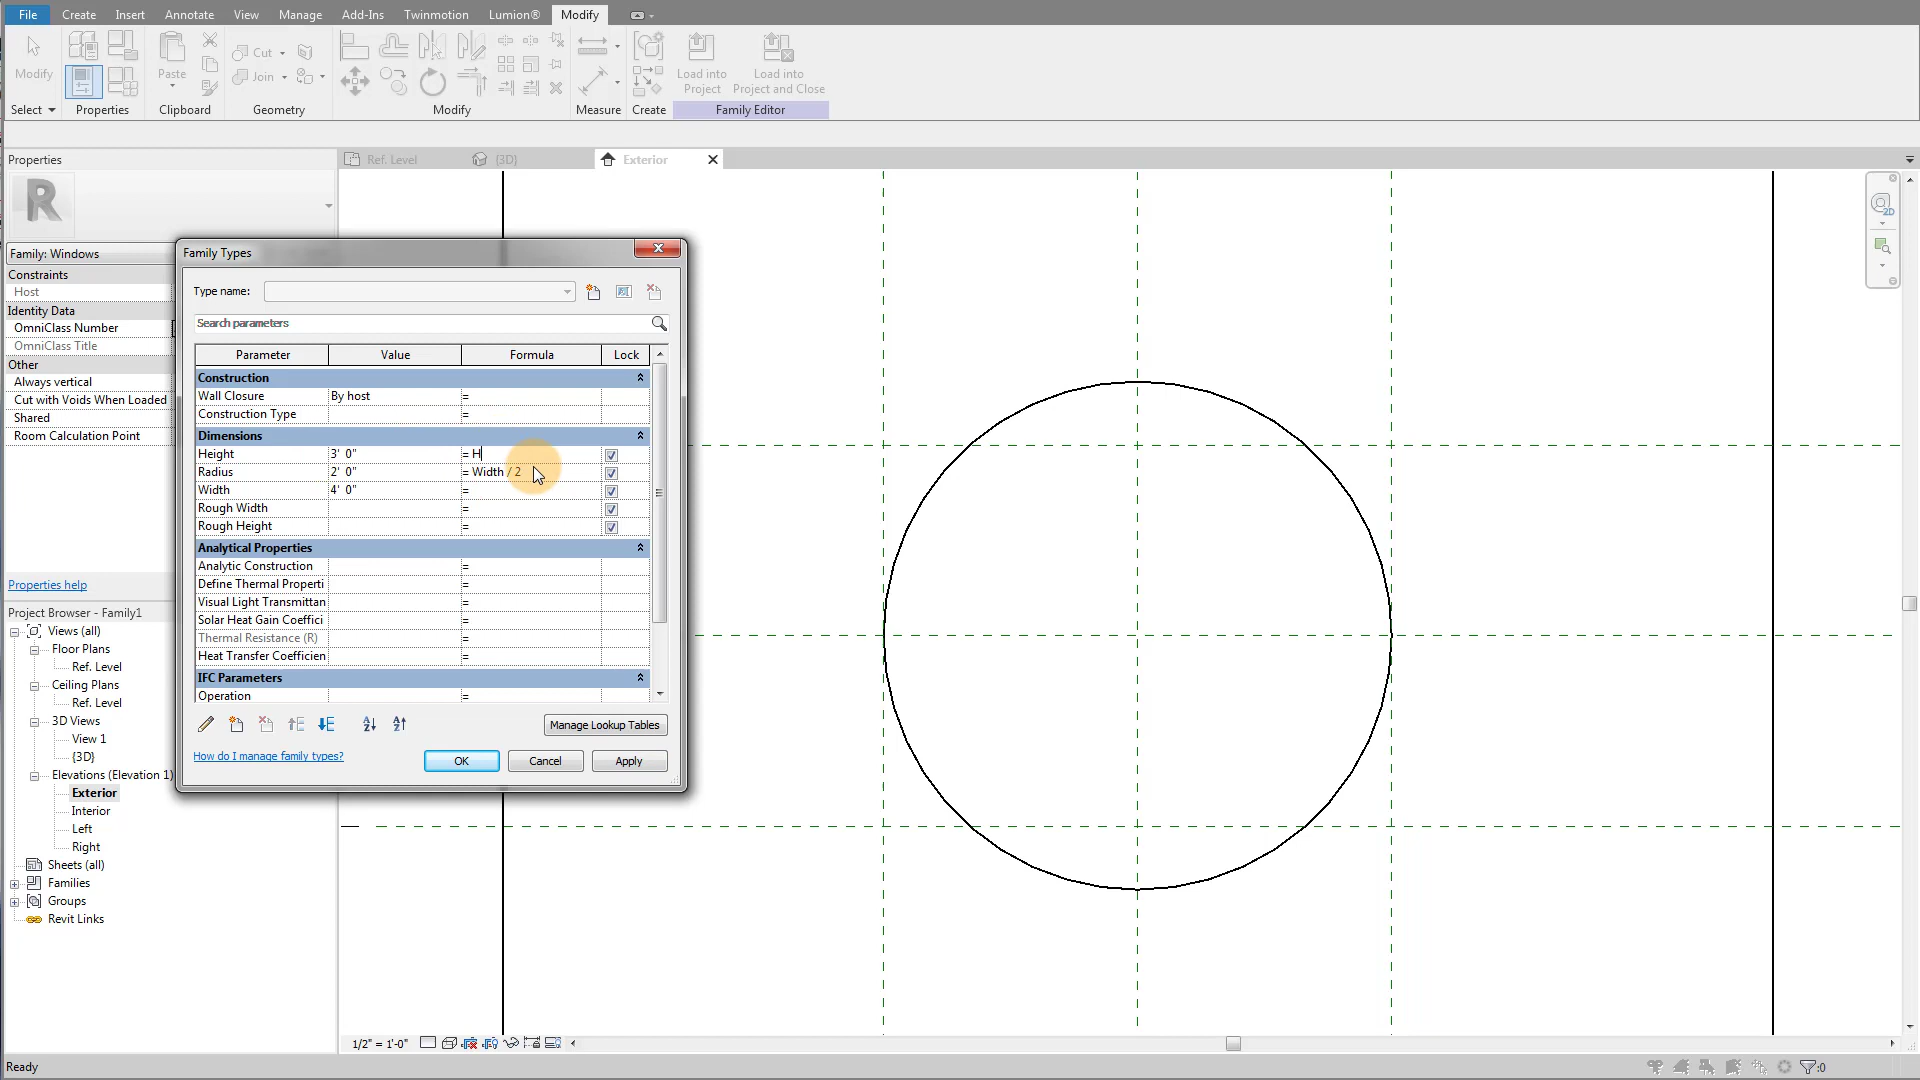 File Create Insert Annotate View Manage Add-Ins Twinmotion Lumion® Modify
Modify Paste Cut Join Load into Project Load into Project and Close
Select Properties Clipboard Geometry Modify Measure Create Family Editor
Properties
Ref. Level {3D} Exterior
R
Family: Windows
Constraints
Host
Identity Data
OmniClass Number
OmniClass Title
Other
Always vertical
Cut with Voids When Loaded
Shared
Room Calculation Point
Properties help
Project Browser - Family1
Views (all)
Floor Plans
Ref. Level
Ceiling Plans
Ref. Level
3D Views
View 1
{3D}
Elevations (Elevation 1)
Exterior
Interior
Left
Right
Sheets (all)
Families
Groups
Revit Links
Family Types
Type name:
Search parameters
Parameter Value Formula Lock
Construction
Wall Closure By host =
Construction Type =
Dimensions
Height 3' 0" = H
Radius 2' 0" = Width / 2
Width 4' 0" =
Rough Width =
Rough Height =
Analytical Properties
Analytic Construction =
Define Thermal Properti =
Visual Light Transmittan =
Solar Heat Gain Coeffici =
Thermal Resistance (R) =
Heat Transfer Coefficien =
IFC Parameters
Operation =
Manage Lookup Tables
How do I manage family types?
OK Cancel Apply
2D
1/2" = 1'-0"
Ready
:0